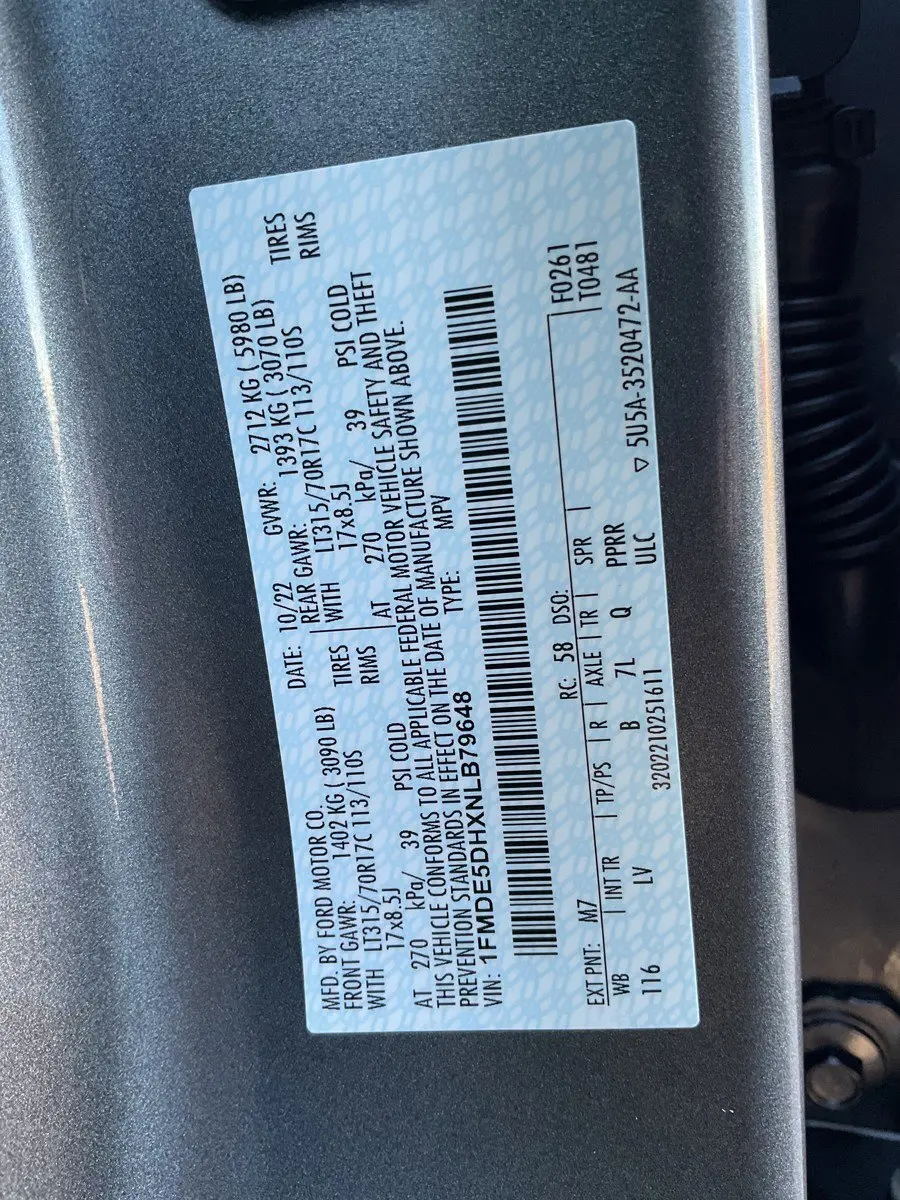 MFD. BY FORD MOTOR CO. DATE: 10/22 GVWR: 2712 KG ( 5980 LB)
FRONT GAWR: 1402 KG ( 3090 LB) REAR GAWR: 1393 KG ( 3070 LB)
WITH LT315/70R17C 113/110S TIRES WITH LT315/70R17C 113/110S TIRES
17x8.5J RIMS 17x8.5J RIMS
AT 270 kPa/ 39 PSI COLD AT 270 kPa/ 39 PSI COLD
THIS VEHICLE CONFORMS TO ALL APPLICABLE FEDERAL MOTOR VEHICLE SAFETY AND THEFT
PREVENTION STANDARDS IN EFFECT ON THE DATE OF MANUFACTURE SHOWN ABOVE.
VIN: 1FMDE5DHXNLB79648 TYPE: MPV
EXT PNT: M7 RC: 58 DSO: F0261
WB INT TR TP/PS R AXLE TR SPR T0481
116 LV B 7L Q PPRR
ULC
3202210251611 ▽ 5U5A-3520472-AA